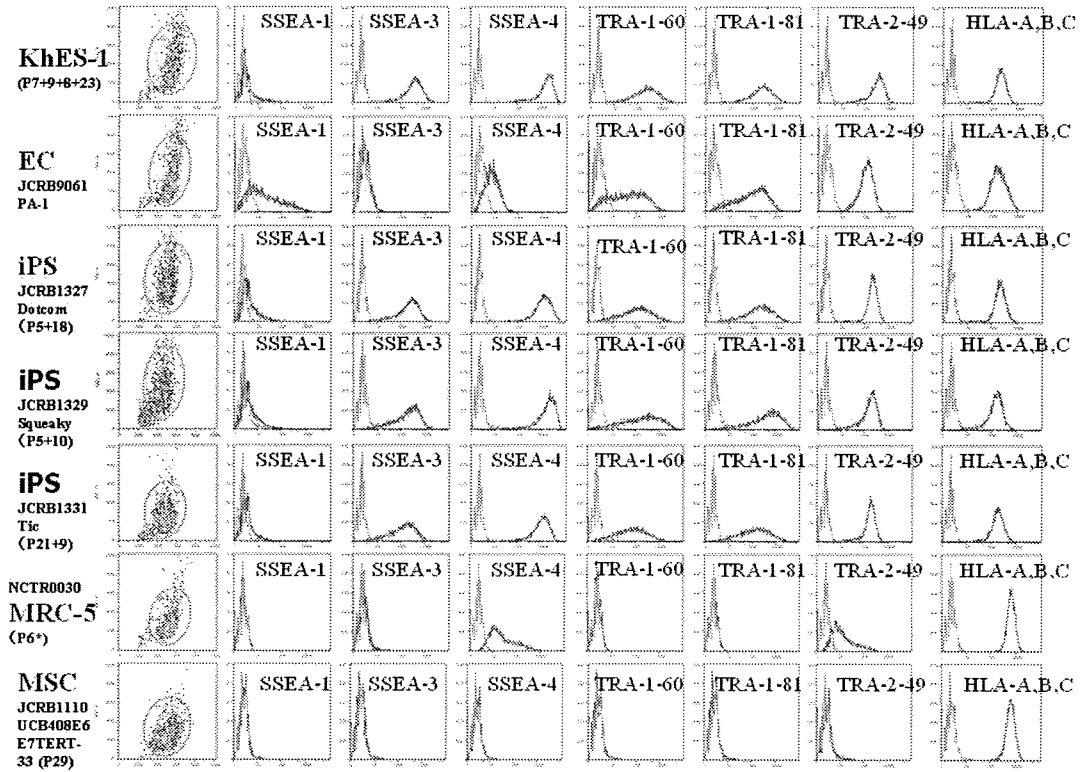 SSEA-1 SSEA-3 SSEA-4 TRA-1-60 TRA-1-81 TRA-2-49 HLA-A,B,C
KhES-1
(P7+9+8+23)
SSEA-1 SSEA-3 SSEA-4 TRA-1-60 TRA-1-81 TRA-2-49 HLA-A,B,C
EC
JCRB9061
PA-1
SSEA-1 SSEA-3 SSEA-4 TRA-1-60 TRA-1-81 TRA-2-49 HLA-A,B,C
iPS
JCRB1327
Dotcom
(P5+18)
SSEA-1 SSEA-3 SSEA-4 TRA-1-60 TRA-1-81 TRA-2-49 HLA-A,B,C
iPS
JCRB1329
Squeaky
(P5+10)
SSEA-1 SSEA-3 SSEA-4 TRA-1-60 TRA-1-81 TRA-2-49 HLA-A,B,C
iPS
JCRB1331
Tic
(P21+9)
SSEA-1 SSEA-3 SSEA-4 TRA-1-60 TRA-1-81 TRA-2-49 HLA-A,B,C
NCTR0030
MRC-5
(P6*)
SSEA-1 SSEA-3 SSEA-4 TRA-1-60 TRA-1-81 TRA-2-49 HLA-A,B,C
MSC
JCRB1110
UCB408E6
E7TERT-
33 (P29)